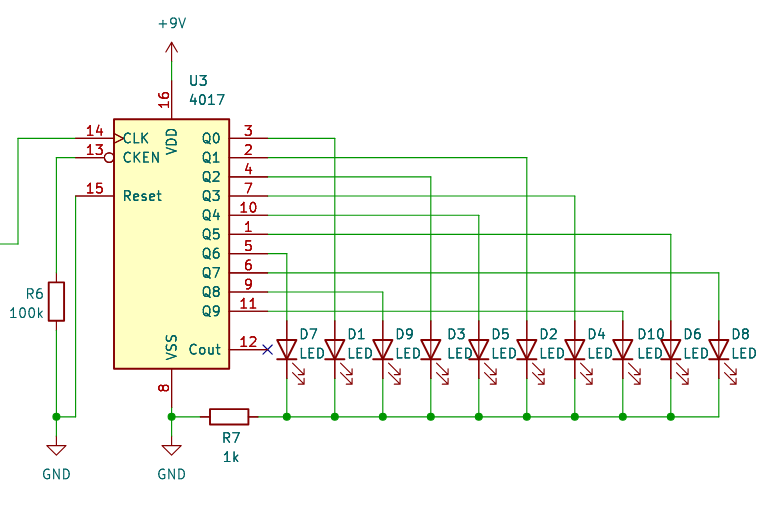 +9V
U3
4017
16
VDD
14
CLK
13
CKEN
15
Reset
Q0
3
Q1
2
Q2
4
Q3
7
Q4
10
Q5
1
Q6
5
Q7
6
Q8
9
Q9
11
Cout
12
VSS
8
R6
100k
D7
LED
D1
LED
D9
LED
D3
LED
D5
LED
D2
LED
D4
LED
D10
LED
D6
LED
D8
LED
R7
1k
GND
GND